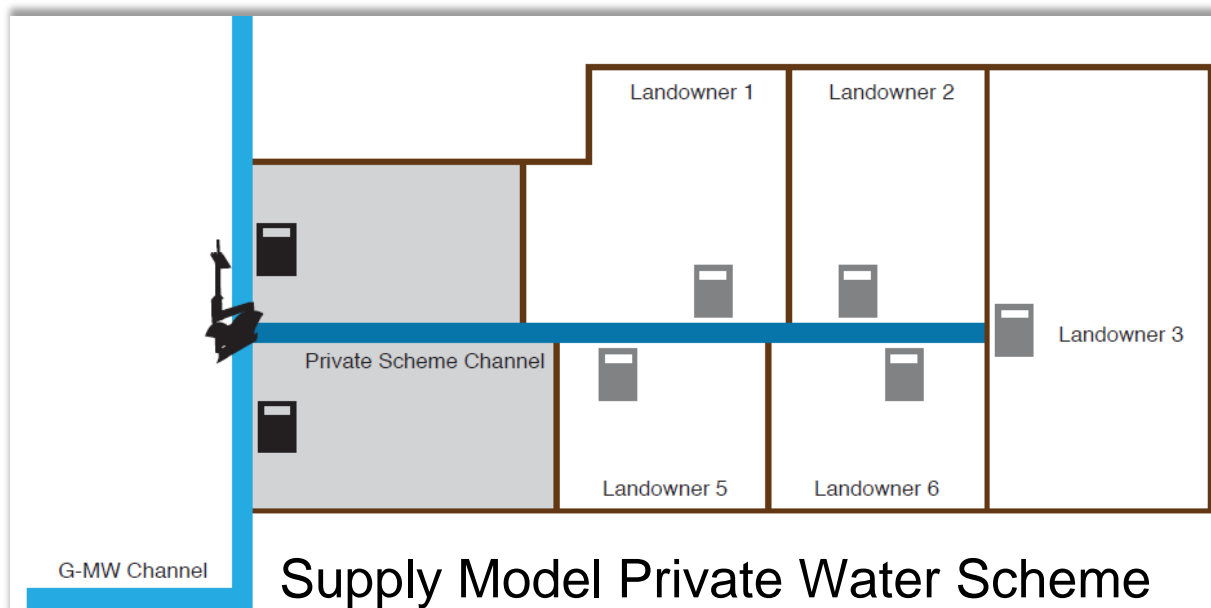 Landowner 1
Landowner 2
Landowner 3
Private Scheme Channel
Landowner 5
Landowner 6
G-MW Channel
Supply Model Private Water Scheme